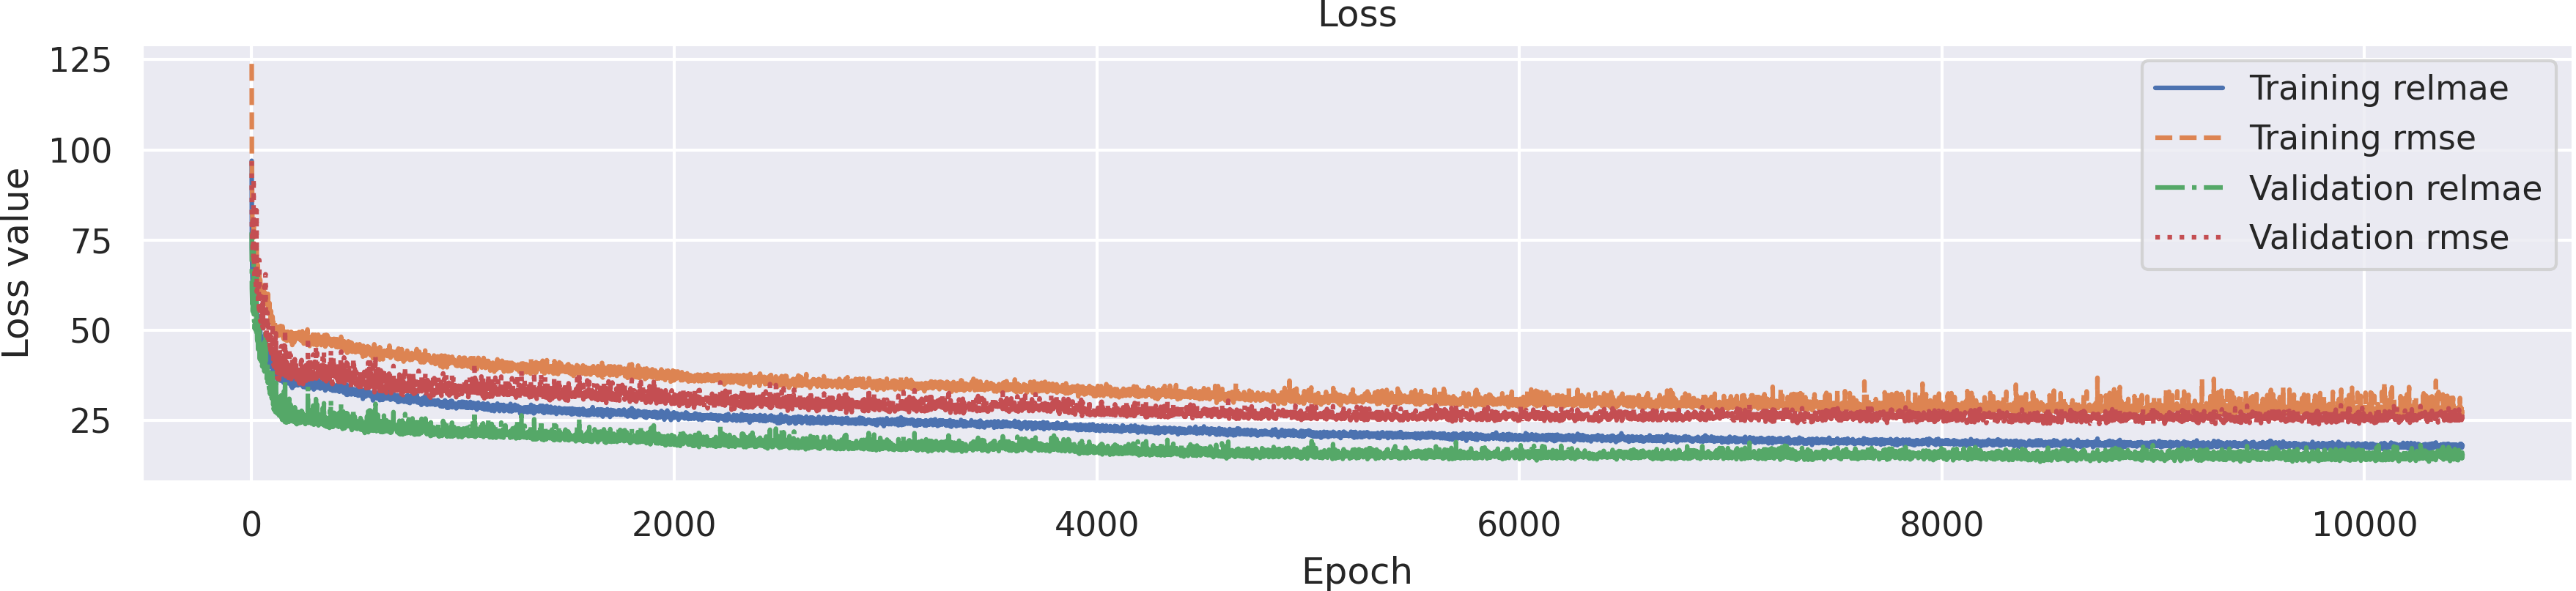 Loss
125
100
75
50
25
Loss value
0
2000
4000
6000
8000
10000
Epoch
Training relmae
Training rmse
Validation relmae
Validation rmse